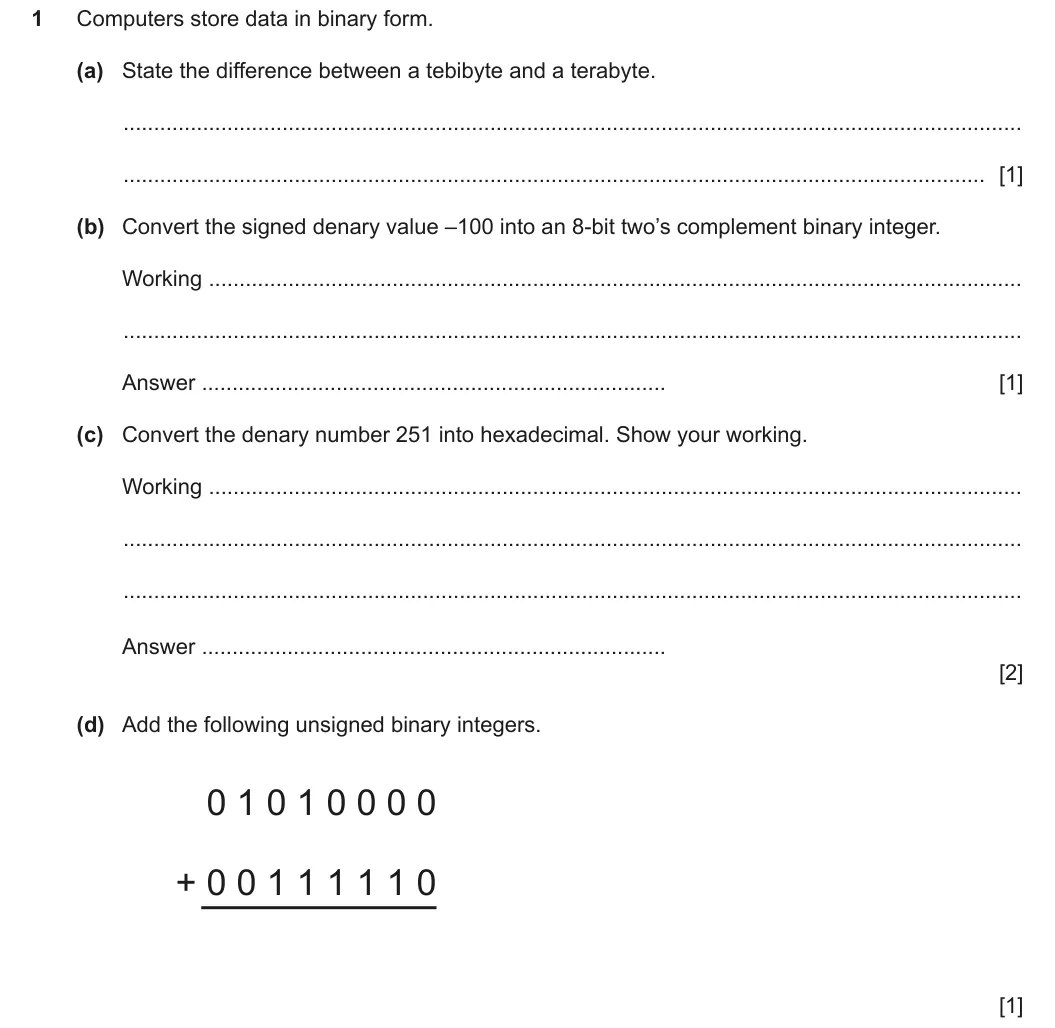 1 Computers store data in binary form.
(a) State the difference between a tebibyte and a terabyte.
[1]
(b) Convert the signed denary value –100 into an 8-bit two’s complement binary integer.
Working
Answer [1]
(c) Convert the denary number 251 into hexadecimal. Show your working.
Working
Answer
[2]
(d) Add the following unsigned binary integers.
0 1 0 1 0 0 0 0
+ 0 0 1 1 1 1 1 0
[1]